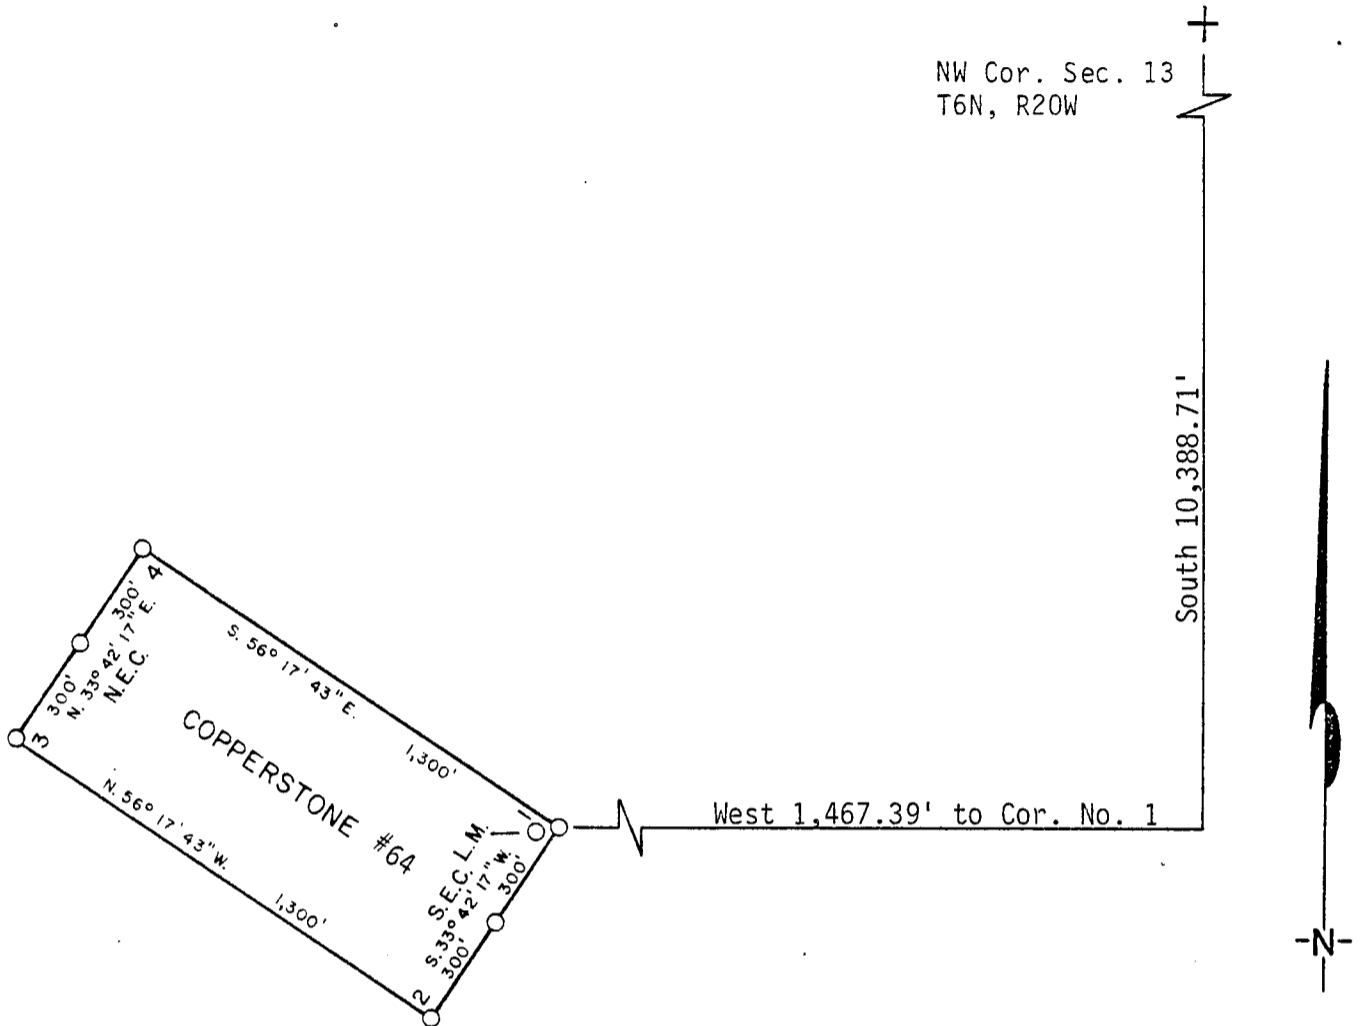 NW Cor. Sec. 13
T6N, R20W
South 10,388.71'
West 1,467.39' to Cor. No. 1
4
300'
300'
N. 33° 42' 17" E.
N.E.C.
3
S. 56° 17' 43" E.
1,300'
COPPERSTONE #64
N. 56° 17' 43" W.
1,300'
1
S.E.C. L.M.
S. 33° 42' 17" W.
300'
300'
2
-N-